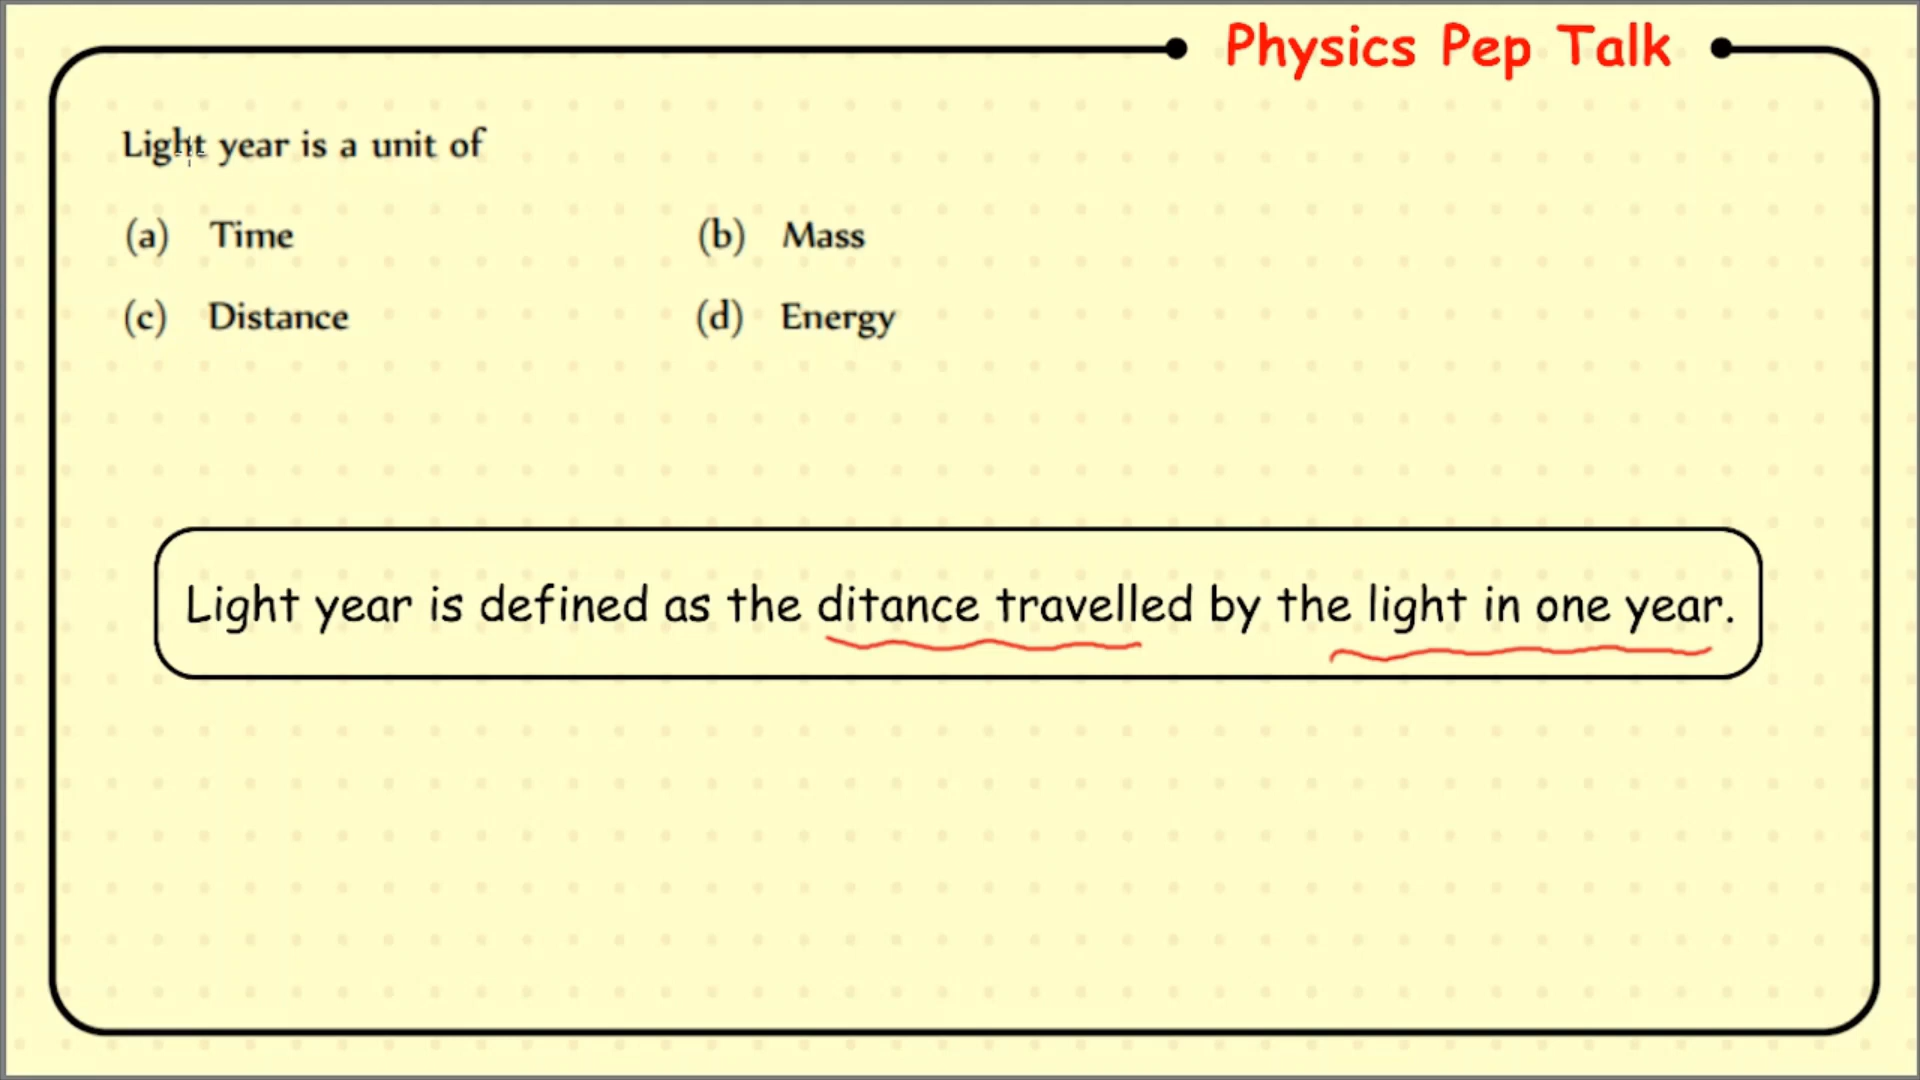 Physics Pep Talk
Light year is a unit of
(a) Time (b) Mass
(c) Distance (d) Energy
Light year is defined as the ditance travelled by the light in one year.